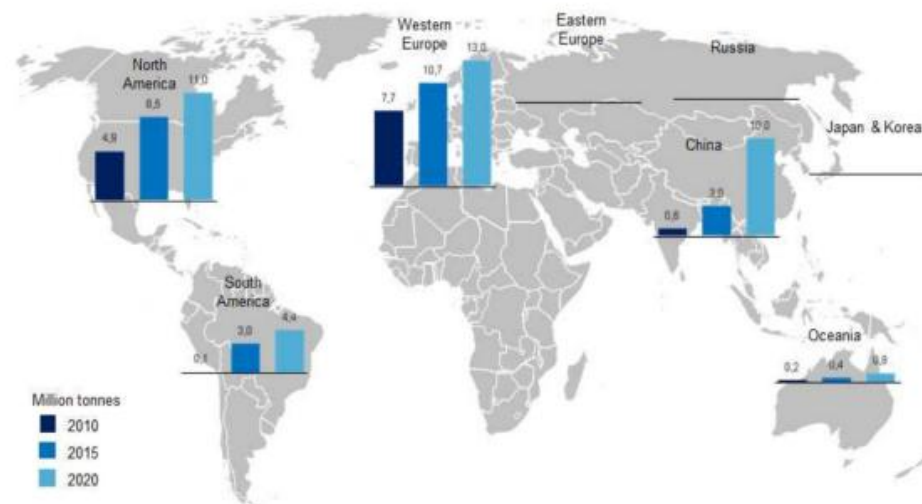 Western
Europe
13,0
10,7
7,7
Eastern
Europe
Russia
North
America
11,0
8,5
4,9
Japan & Korea
China
10,0
3,0
0,6
South
America
4,4
3,0
0,1
Oceania
0,2
0,4
0,9
Million tonnes
2010
2015
2020